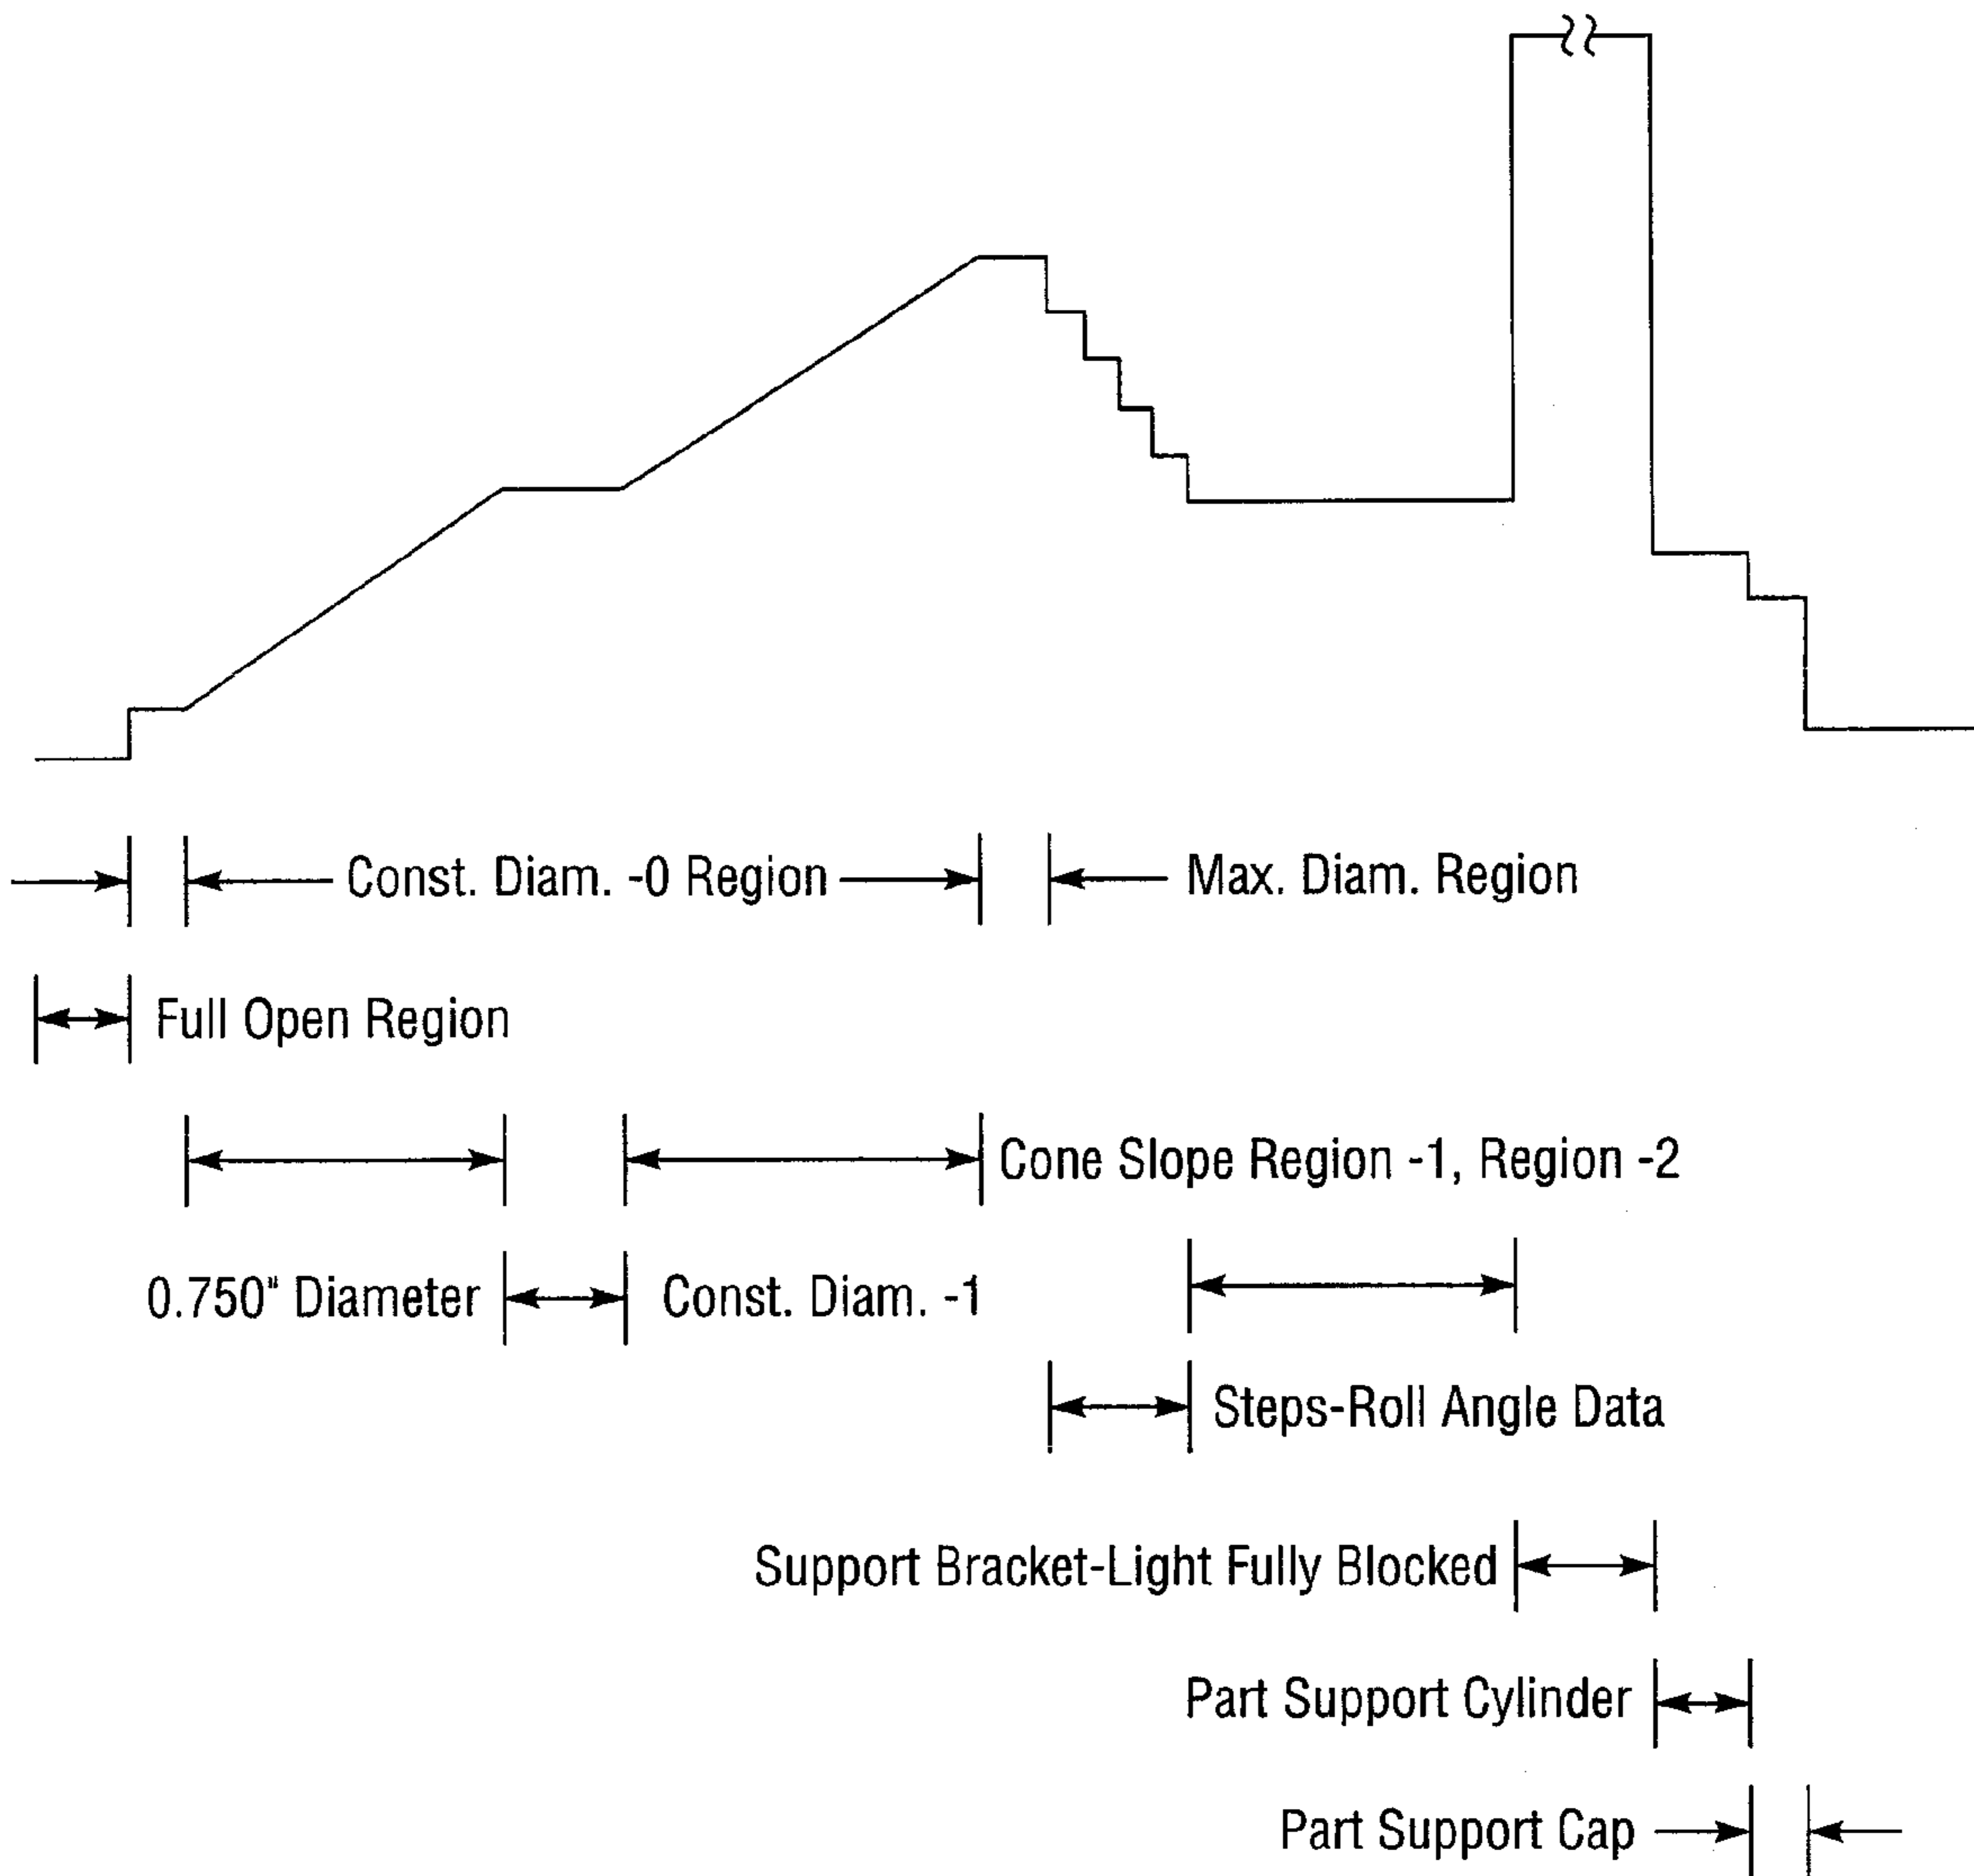 Const. Diam. -0 Region
Max. Diam. Region
Full Open Region
Cone Slope Region -1, Region -2
0.750" Diameter
Const. Diam. -1
Steps-Roll Angle Data
Support Bracket-Light Fully Blocked
Part Support Cylinder
Part Support Cap